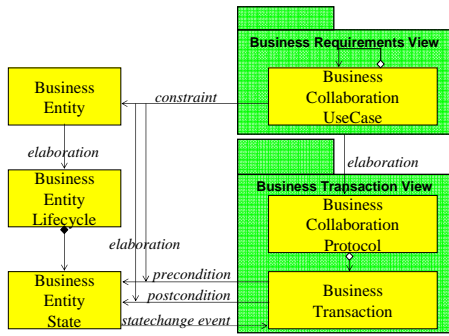 Business Requirements View
Business
Collaboration
UseCase
Business
Entity
constraint
elaboration
elaboration
Business
Entity
Lifecycle
Business Transaction View
Business
Collaboration
Protocol
elaboration
precondition
postcondition
Business
Entity
State
statechange event
Business
Transaction